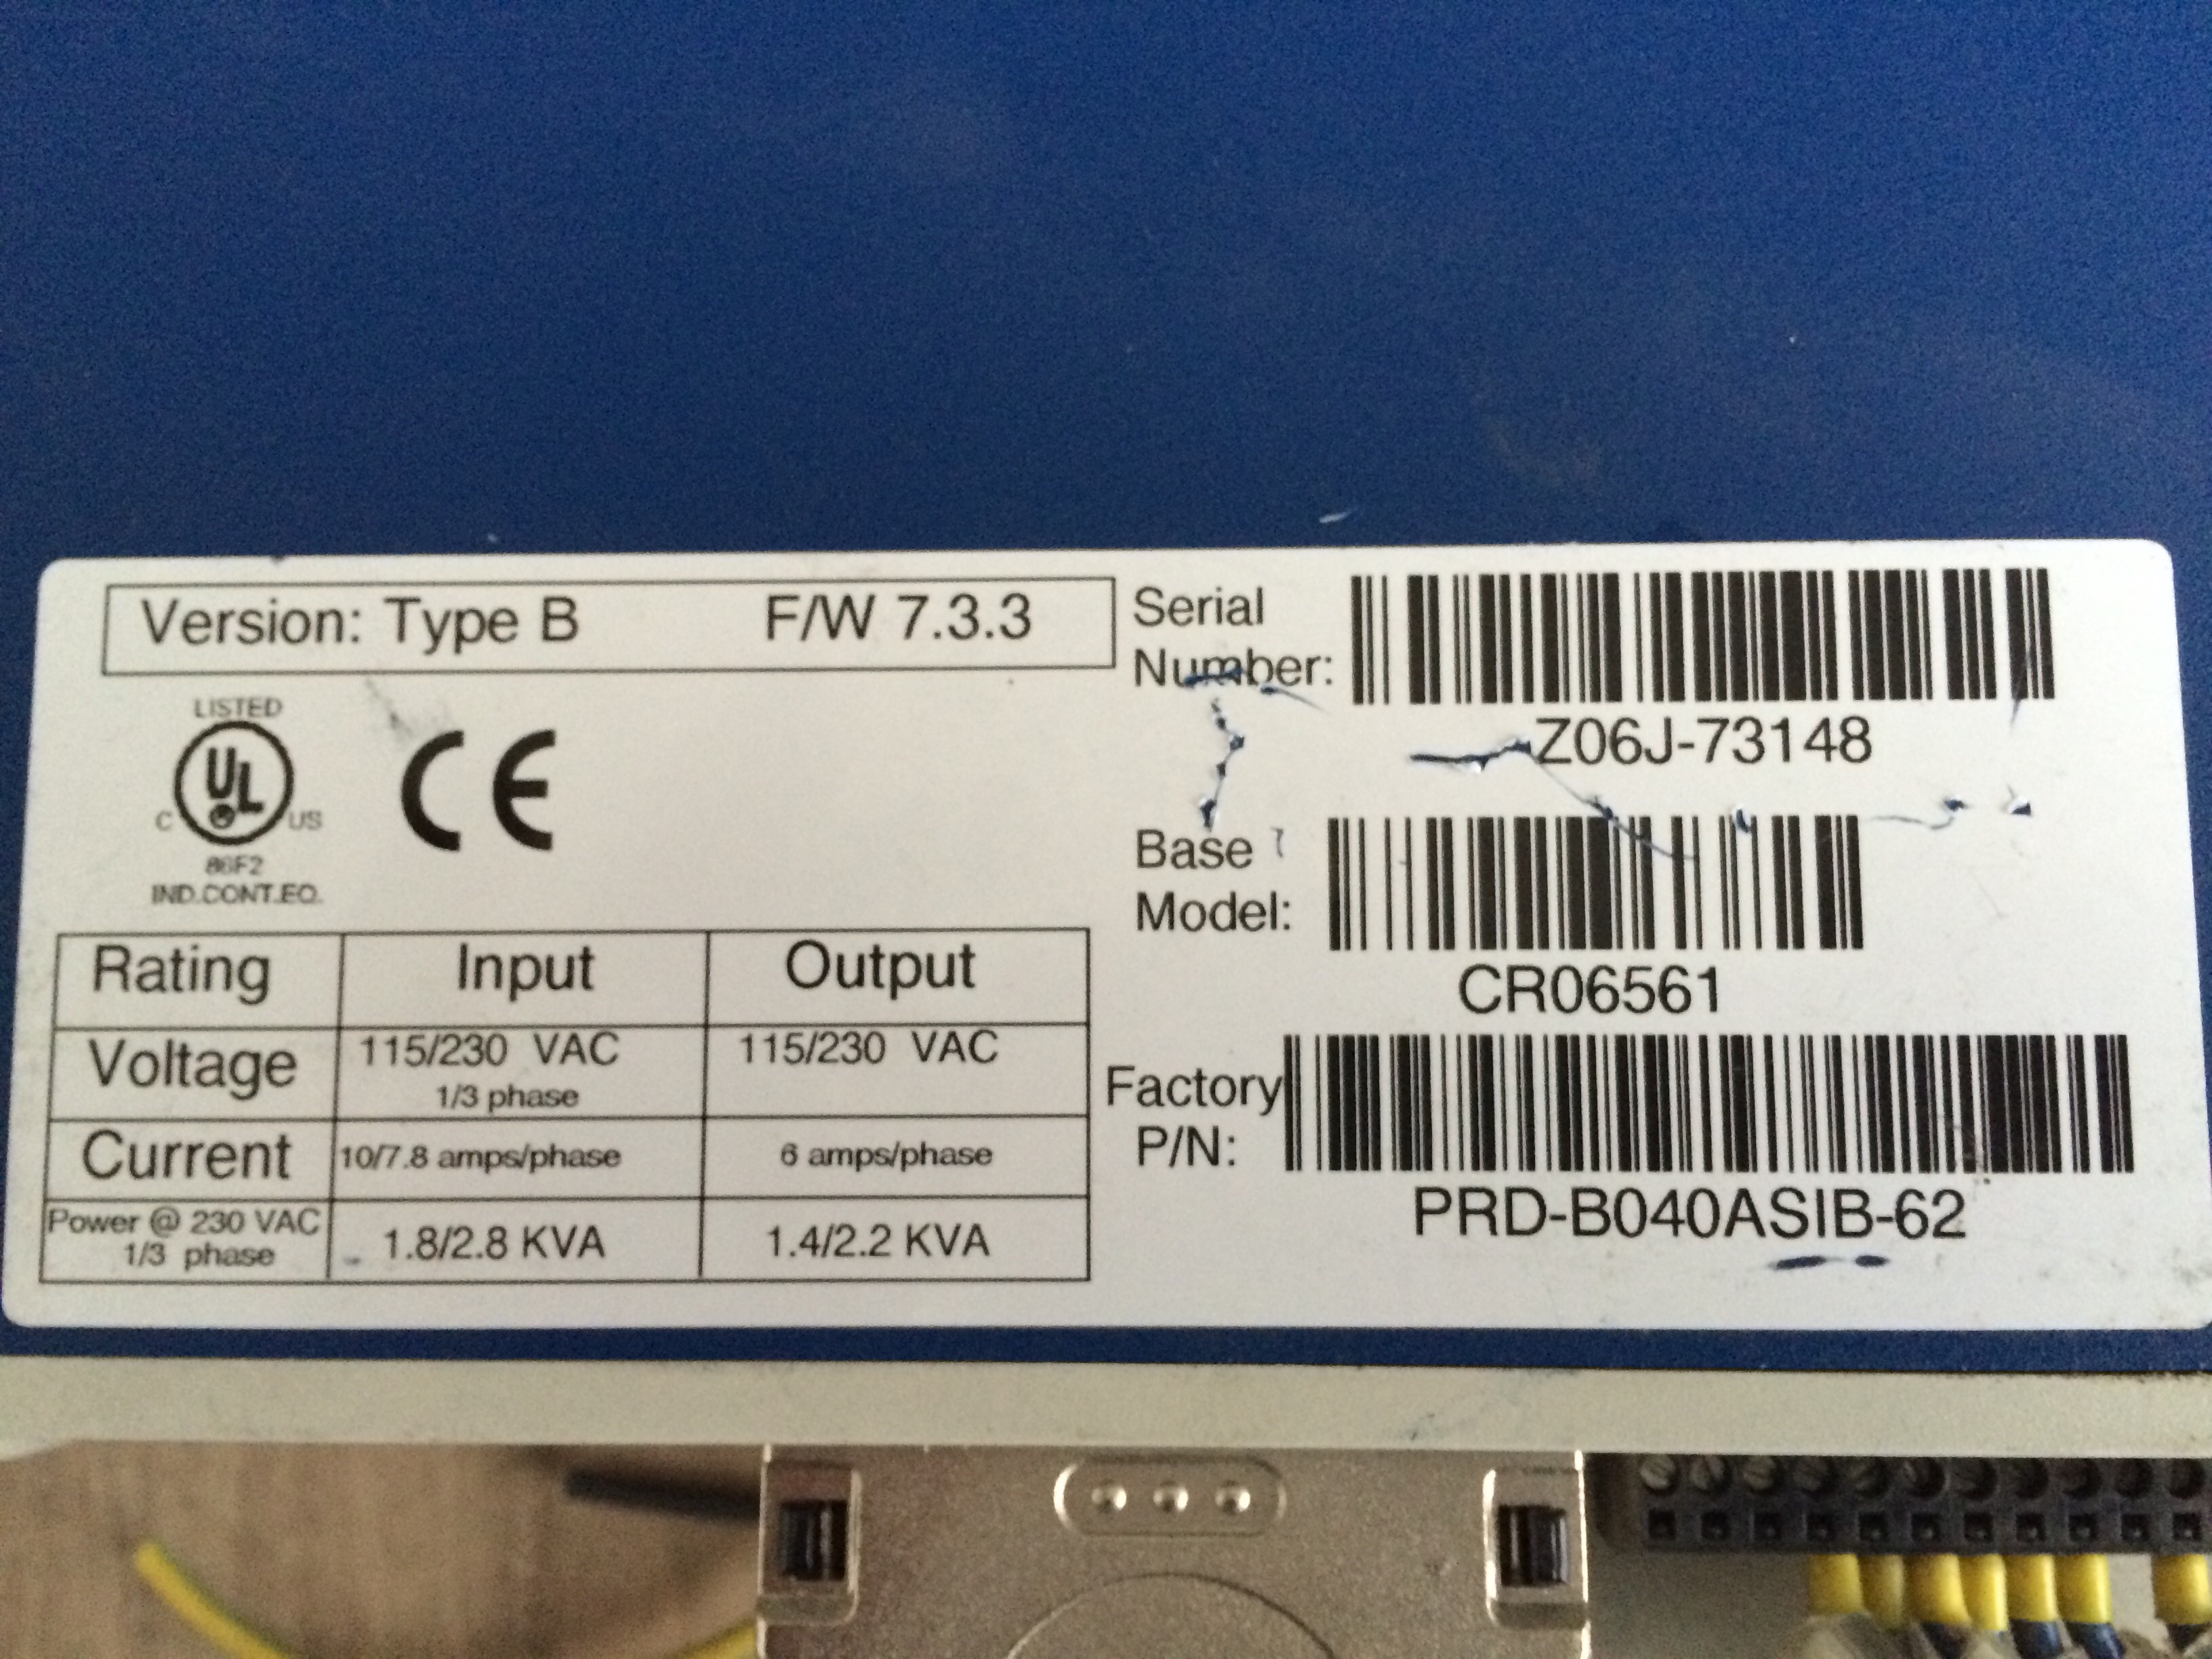 Version: Type B F/W 7.3.3
LISTED
UL
C US
86F2
IND.CONT.EQ.
CE
Rating Input Output
Voltage 115/230 VAC 1/3 phase 115/230 VAC
Current 10/7.8 amps/phase 6 amps/phase
Power @ 230 VAC 1/3 phase 1.8/2.8 KVA 1.4/2.2 KVA
Serial
Number:
Z06J-73148
Base
Model:
CR06561
Factory
P/N:
PRD-B040ASIB-62